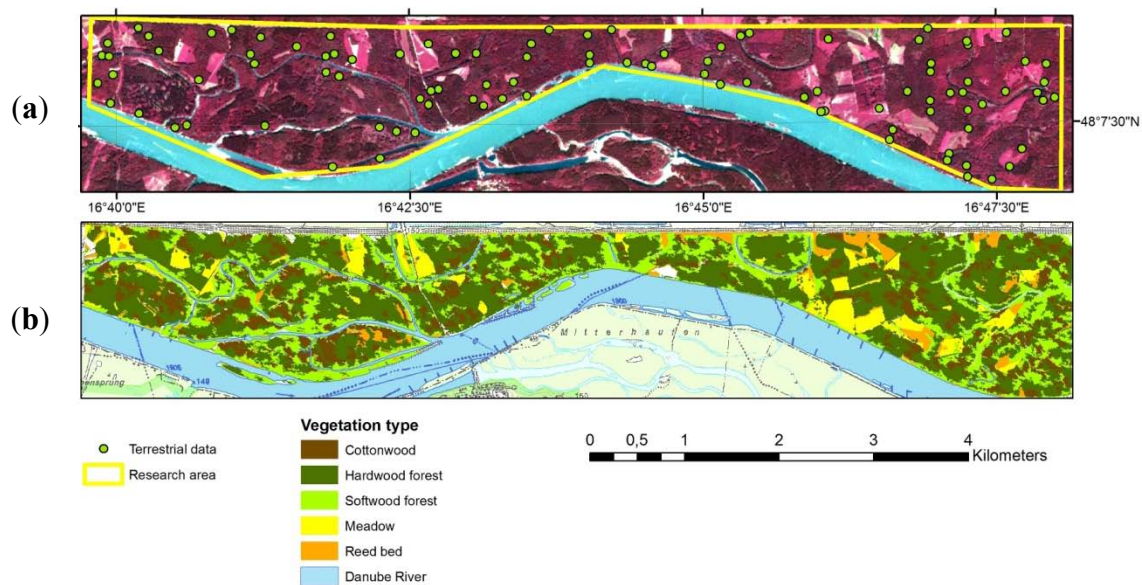 (a)
48°7'30"N
16°40'0"E 16°42'30"E 16°45'0"E 16°47'30"E
(b)
Mitterhaufen
Vegetation type
Terrestrial data
Research area
Cottonwood
Hardwood forest
Softwood forest
Meadow
Reed bed
Danube River
0 0,5 1 2 3 4
Kilometers